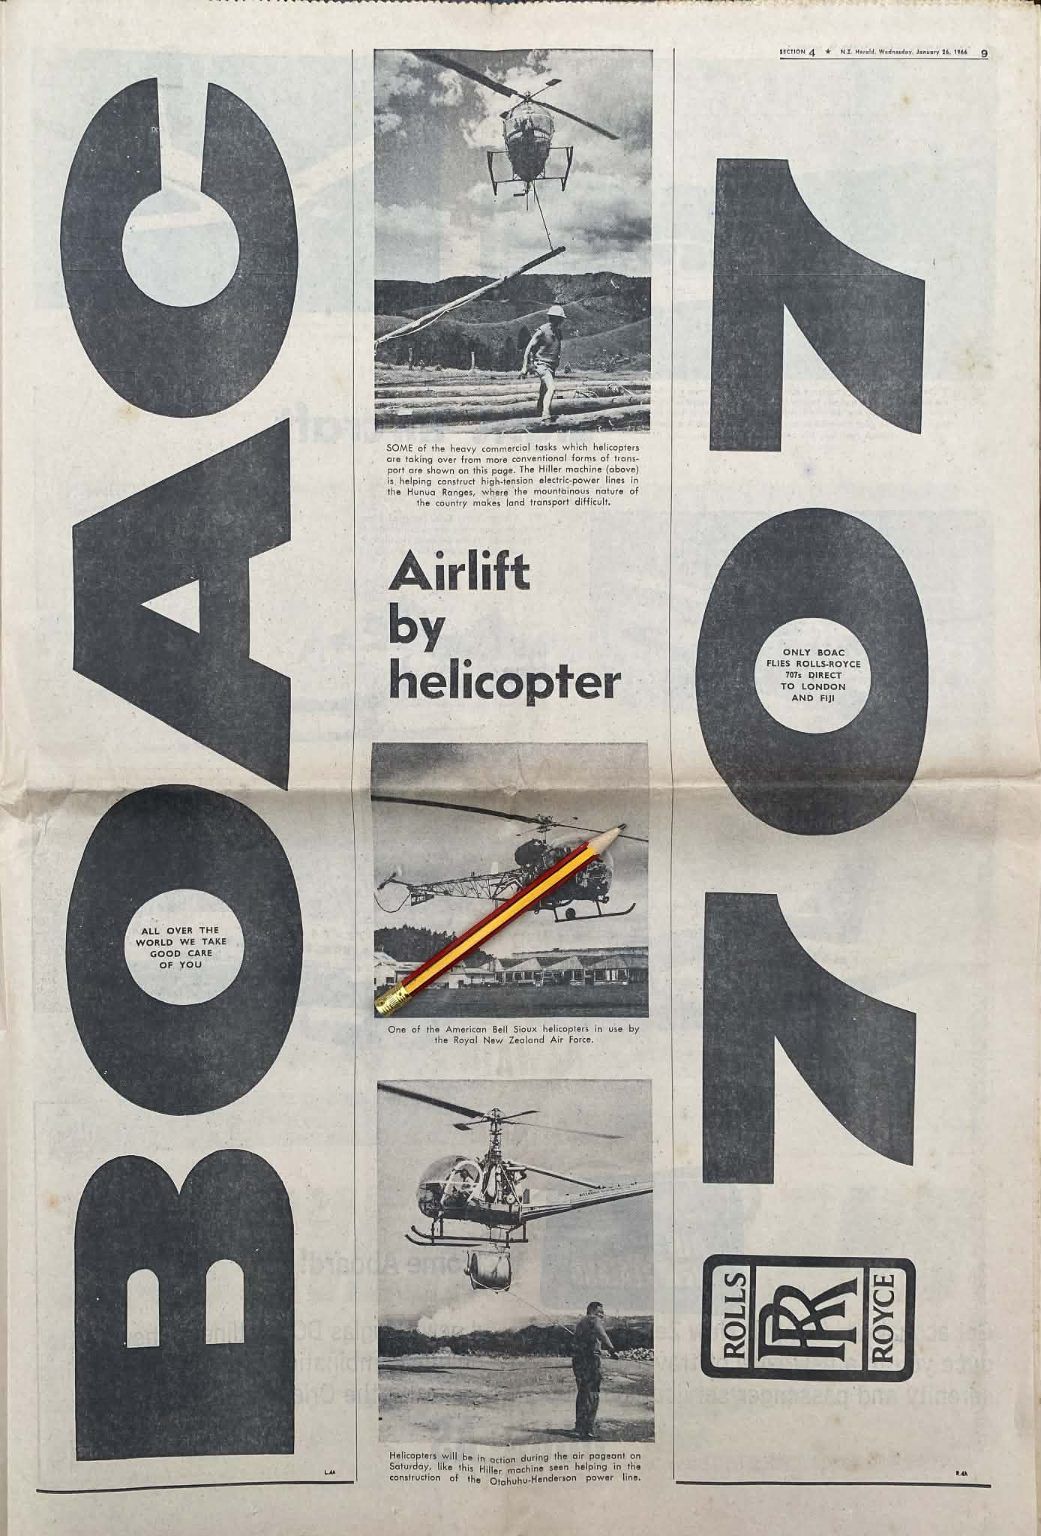 SECTION 4 ★ N.Z. Herald, Wednesday, January 26, 1966 9
BOAC
ALL OVER THE
WORLD WE TAKE
GOOD CARE
OF YOU
L.4A
SOME of the heavy commercial tasks which helicopters
are taking over from more conventional forms of trans-
port are shown on this page. The Hiller machine (above)
is helping construct high-tension electric-power lines in
the Hunua Ranges, where the mountainous nature of
the country makes land transport difficult.
Airlift
by
helicopter
One of the American Bell Sioux helicopters in use by
the Royal New Zealand Air Force.
Helicopters will be in action during the air pageant on
Saturday, like this Hiller machine seen helping in the
construction of the Otahuhu-Henderson power line.
707
ONLY BOAC
FLIES ROLLS-ROYCE
707s DIRECT
TO LONDON
AND FIJI
ROLLS
RR
ROYCE
R.4A